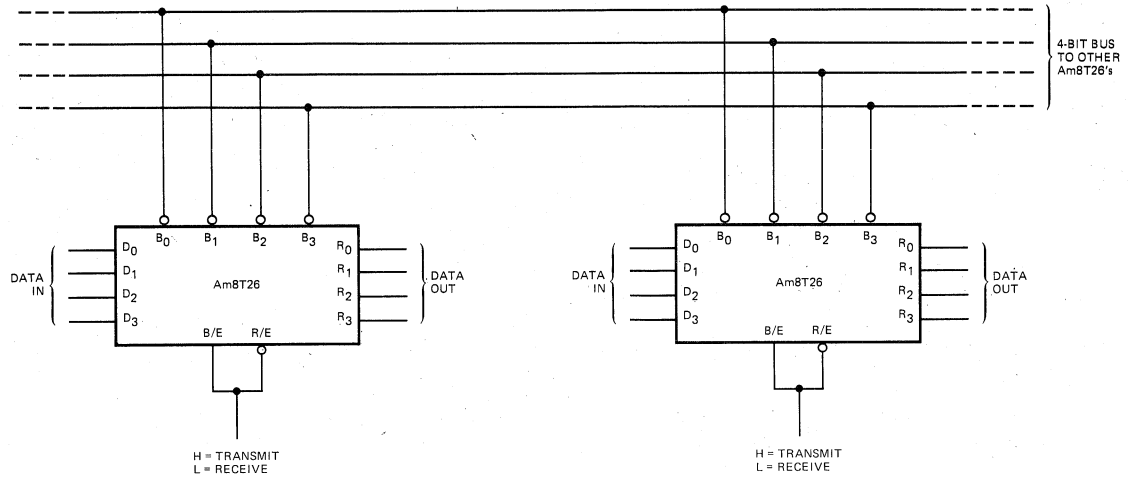 4-BIT BUS
TO OTHER
Am8T26's
B0 B1 B2 B3
D0
D1
D2
D3
R0
R1
R2
R3
DATA
IN
Am8T26
DATA
OUT
B/E R/E
H = TRANSMIT
L = RECEIVE
B0 B1 B2 B3
D0
D1
D2
D3
R0
R1
R2
R3
DATA
IN
Am8T26
DATA
OUT
B/E R/E
H = TRANSMIT
L = RECEIVE